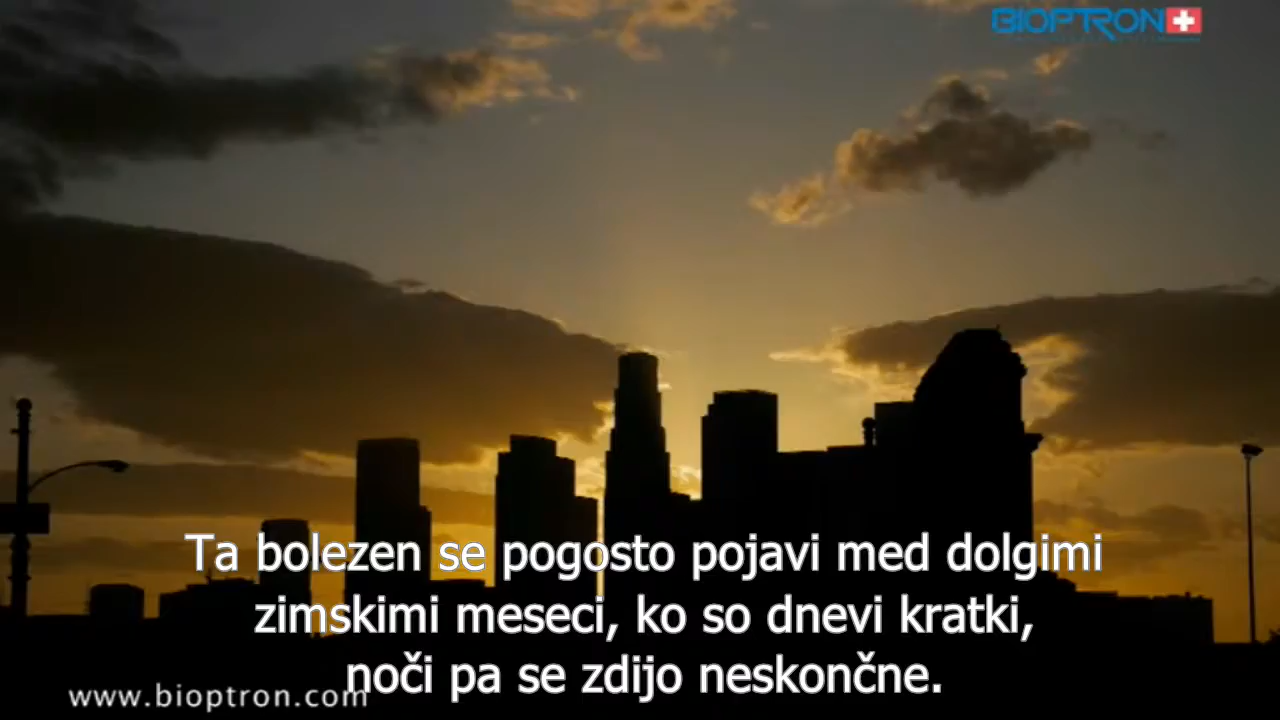 BIOPTRON
Ta bolezen se pogosto pojavi med dolgimi
zimskimi meseci, ko so dnevi kratki,
noči pa se zdijo neskončne.
www.bioptron.com